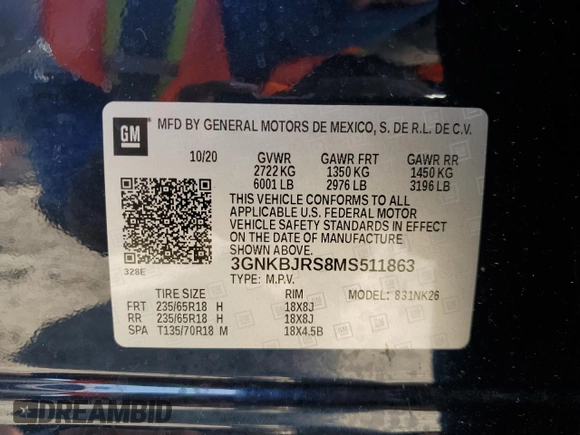 GM
MFD BY GENERAL MOTORS DE MEXICO, S. DE R.L. DE C.V.
10/20 GVWR GAWR FRT GAWR RR
2722 KG 1350 KG 1450 KG
6001 LB 2976 LB 3196 LB
THIS VEHICLE CONFORMS TO ALL
APPLICABLE U.S. FEDERAL MOTOR
VEHICLE SAFETY STANDARDS IN EFFECT
ON THE DATE OF MANUFACTURE
SHOWN ABOVE.
328E
3GNKBJRS8MS511863
TYPE: M.P.V. MODEL: 831NK26
TIRE SIZE RIM
FRT 235/65R18 H 18X8J
RR 235/65R18 H 18X8J
SPA T135/70R18 M 18X4.5B
DREAMBID